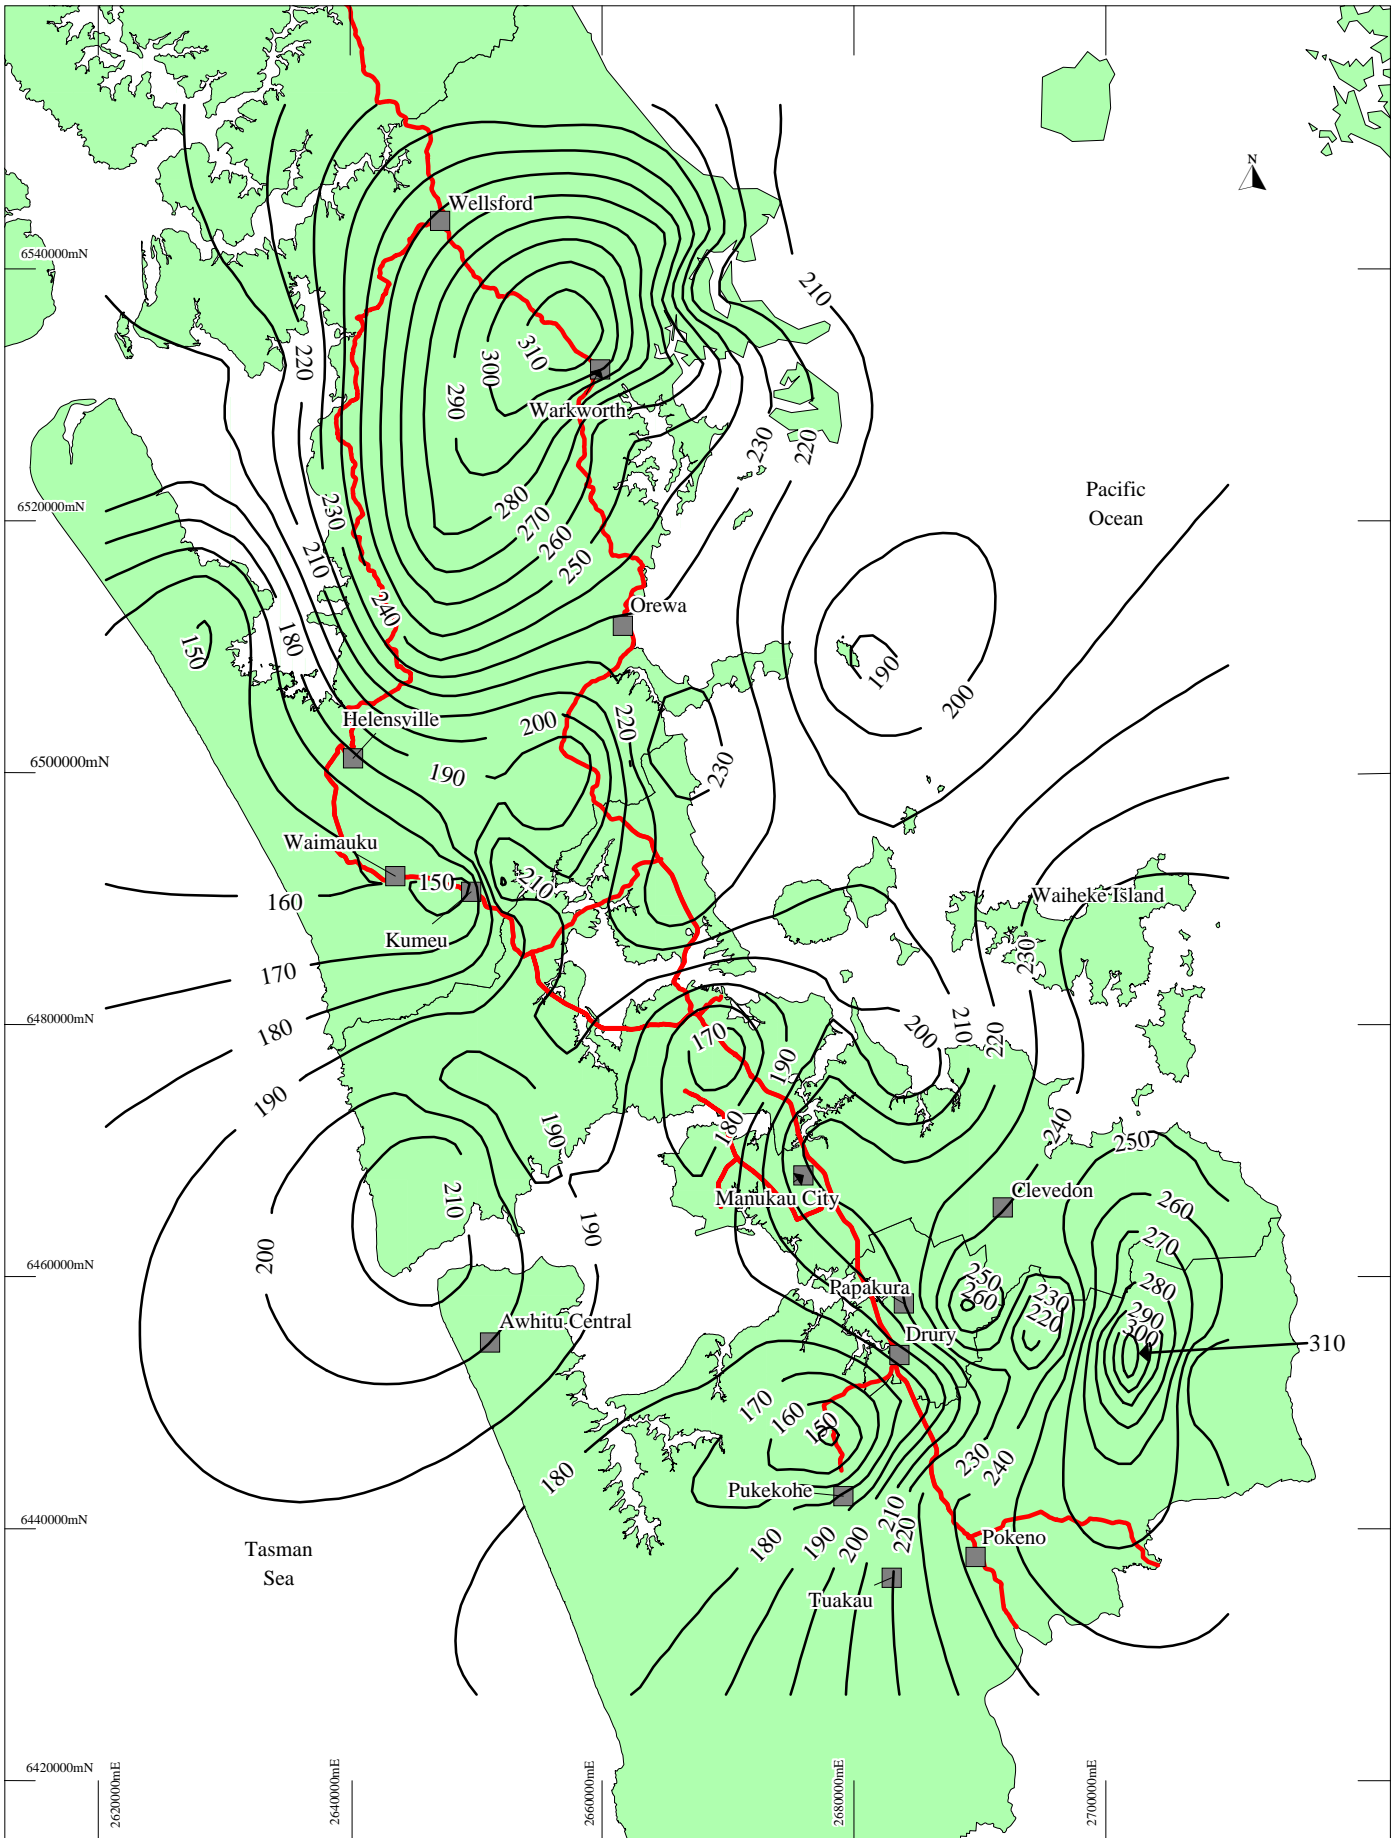 N
Wellsford
6540000mN
210
220
310
300
290
Warkworth
230
220
280
Pacific
Ocean
6520000mN
230
270
260
210
250
240
Orewa
180
150
190
200
Helensville
200
220
190
230
6500000mN
Waimauku
150
210
160
Waiheke Island
Kumeu
230
170
6480000mN
180
200
210
220
170
190
190
240
180
190
250
210
Manukau City
Clevedon
260
190
200
270
6460000mN
250
260
Papakura
230
220
280
290
300
Awhitu Central
Drury
310
170
160
150
230
240
180
Pukekohe
210
220
6440000mN
180
190
200
Pokeno
Tasman
Sea
Tuakau
6420000mN
2620000mE
2640000mE
2660000mE
2680000mE
2700000mE